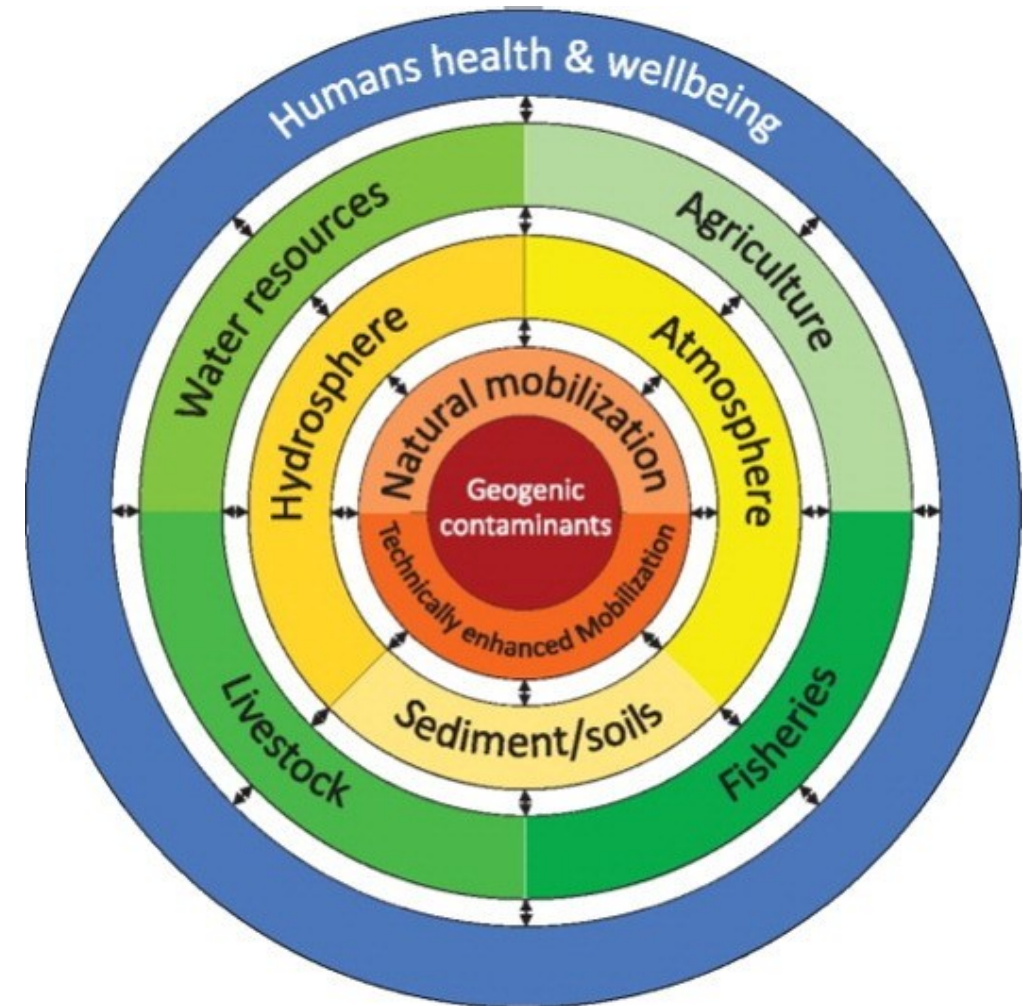 Humans health & wellbeing
Water resources
Agriculture
Hydrosphere
Atmosphere
Natural mobilization
Geogenic
contaminants
Technically enhanced Mobilization
Sediment/soils
Livestock
Fisheries